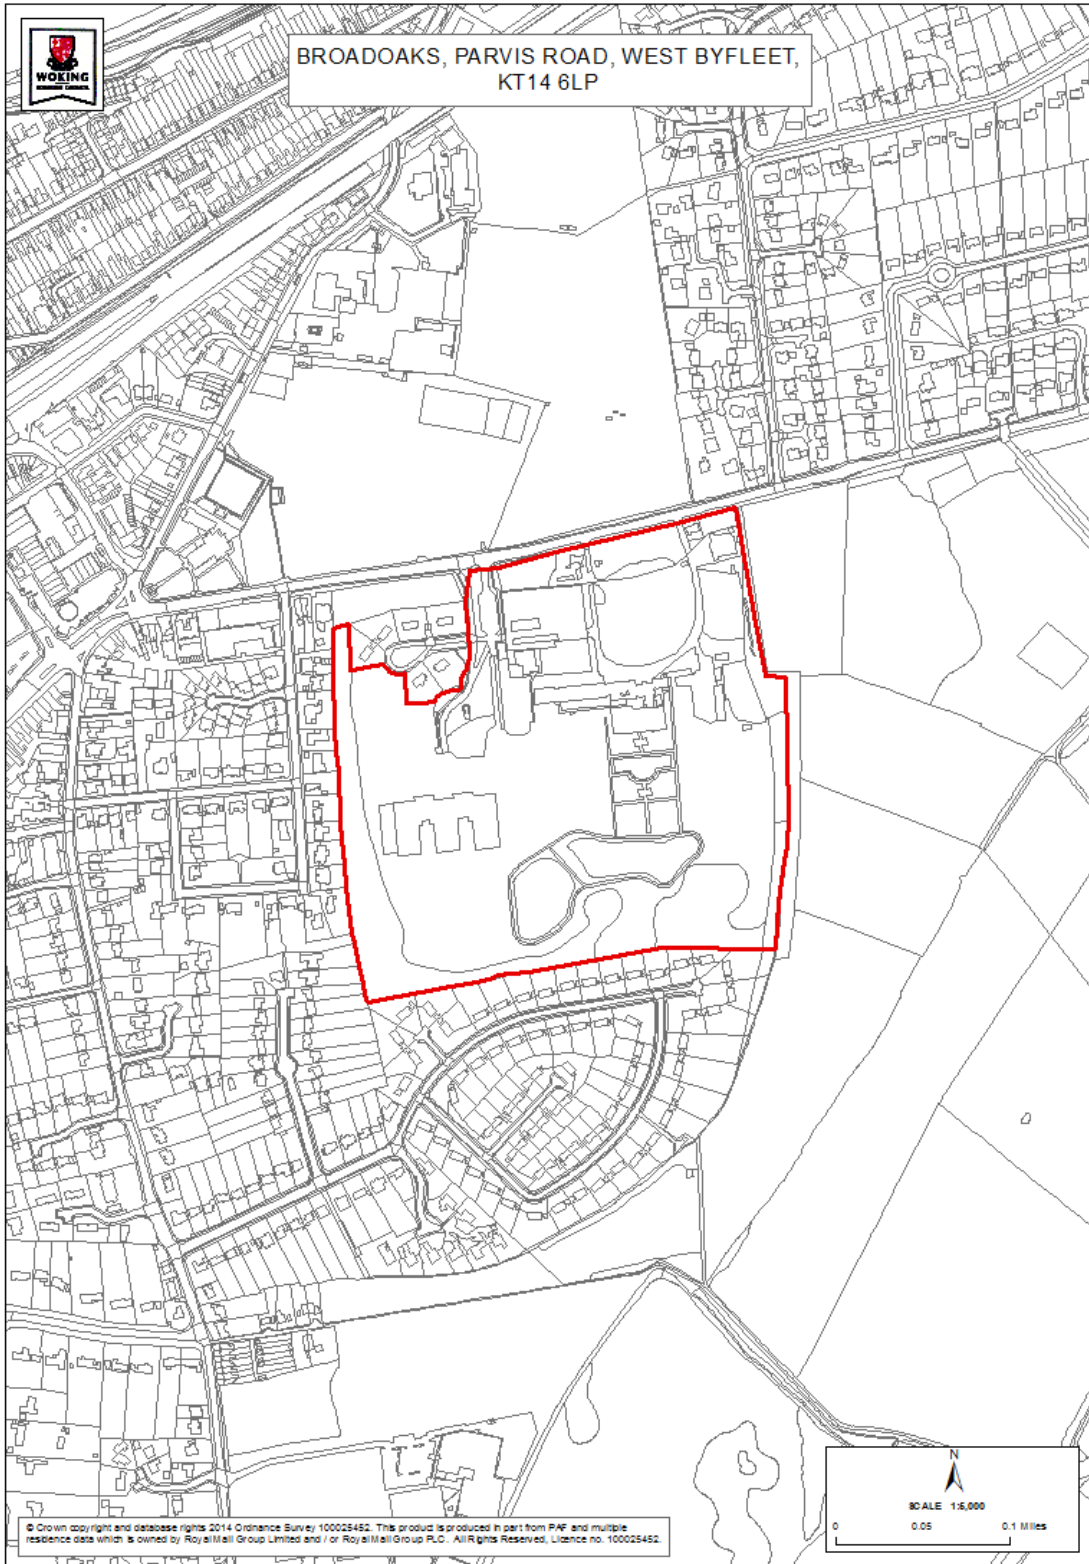 WOKING
BROADOAKS, PARVIS ROAD, WEST BYFLEET,
KT14 6LP
N
SCALE 1:5,000
0 0.05 0.1 Miles
© Crown copyright and database rights 2014 Ordnance Survey 100025452. This product is produced in part from PAF and multiple
residence data which is owned by Royal Mail Group Limited and / or Royal Mail Group PLC. All Rights Reserved, Licence no. 100025452.